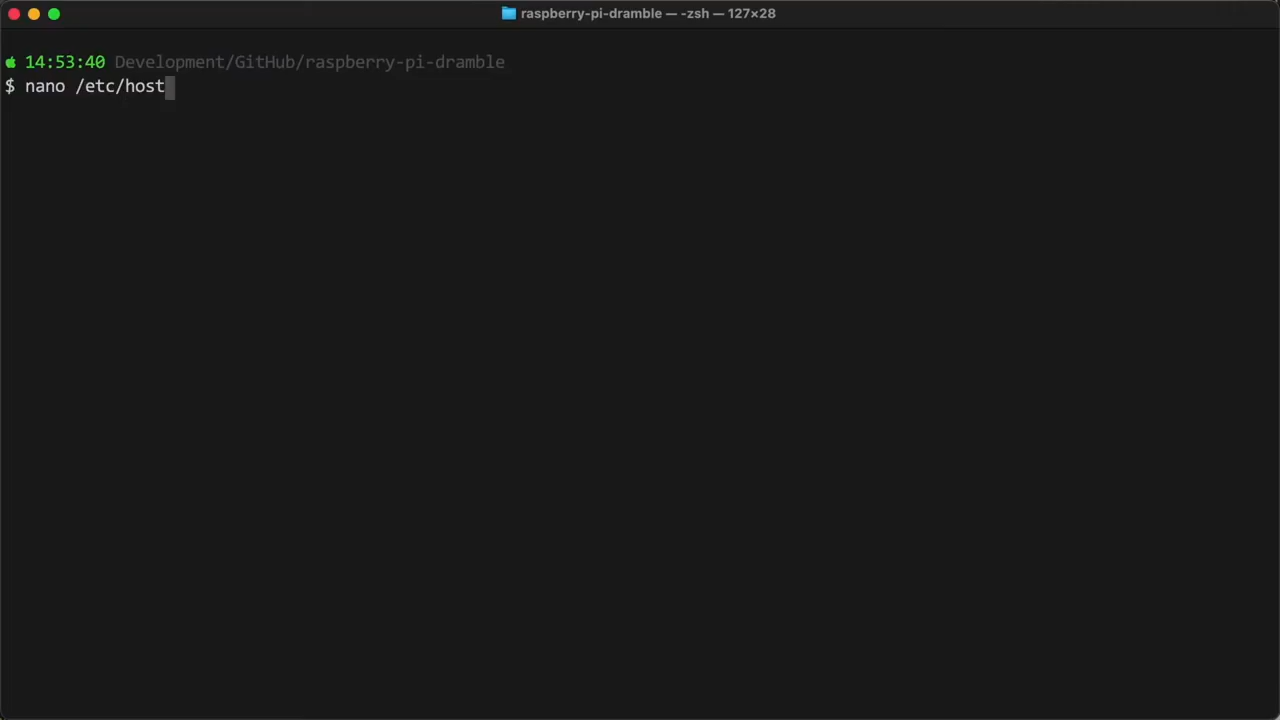 raspberry-pi-dramble — -zsh — 127×28
14:53:40 Development/GitHub/raspberry-pi-dramble
$ nano /etc/host